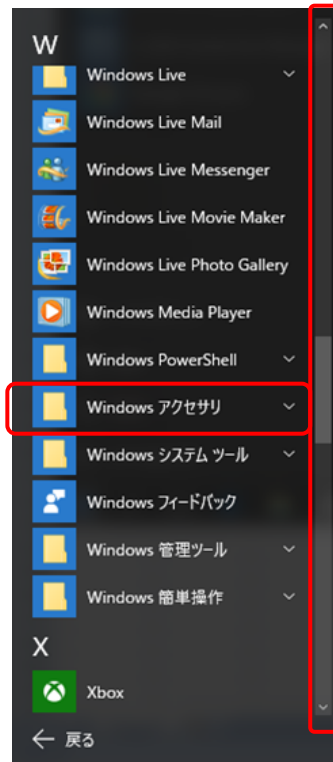 W
Windows Live
Windows Live Mail
Windows Live Messenger
Windows Live Movie Maker
Windows Live Photo Gallery
Windows Media Player
Windows PowerShell
Windows アクセサリ
Windows システム ツール
Windows フィードバック
Windows 管理ツール
Windows 簡単操作
X
Xbox
戻る